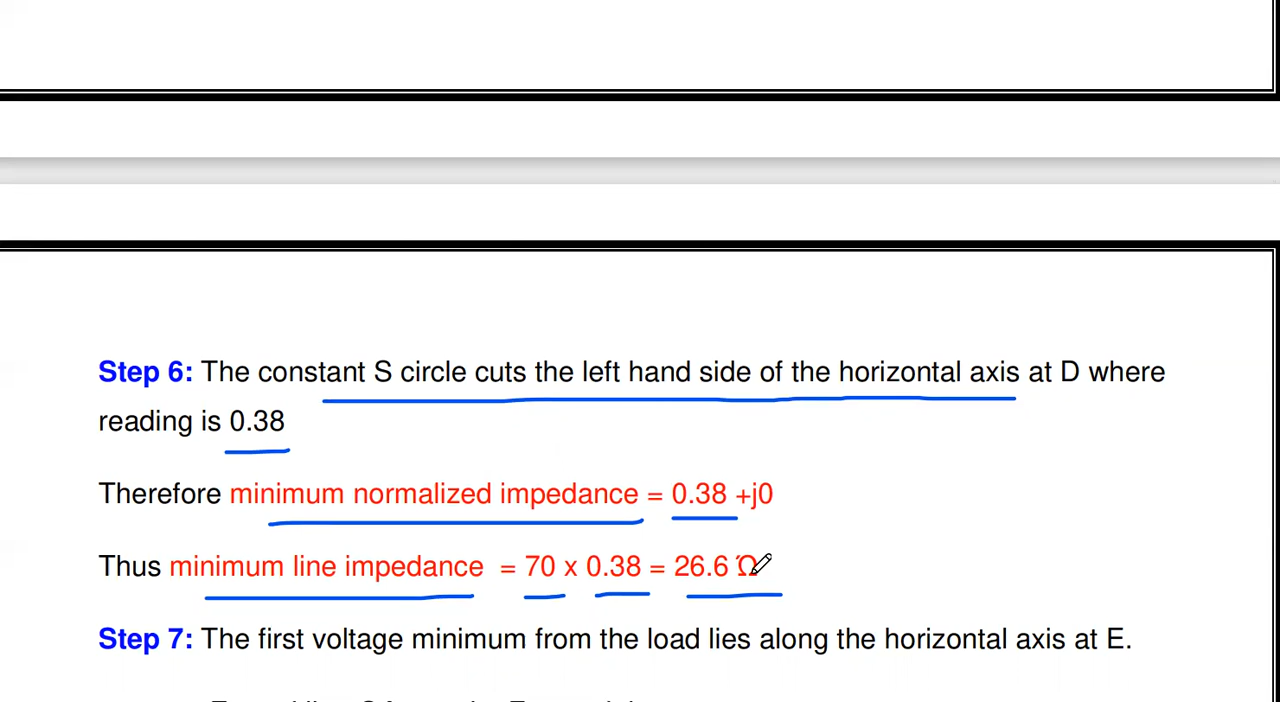 Step 6: The constant S circle cuts the left hand side of the horizontal axis at D where
reading is 0.38
Therefore minimum normalized impedance = 0.38 +j0
Thus minimum line impedance = 70 x 0.38 = 26.6 Ω
Step 7: The first voltage minimum from the load lies along the horizontal axis at E.